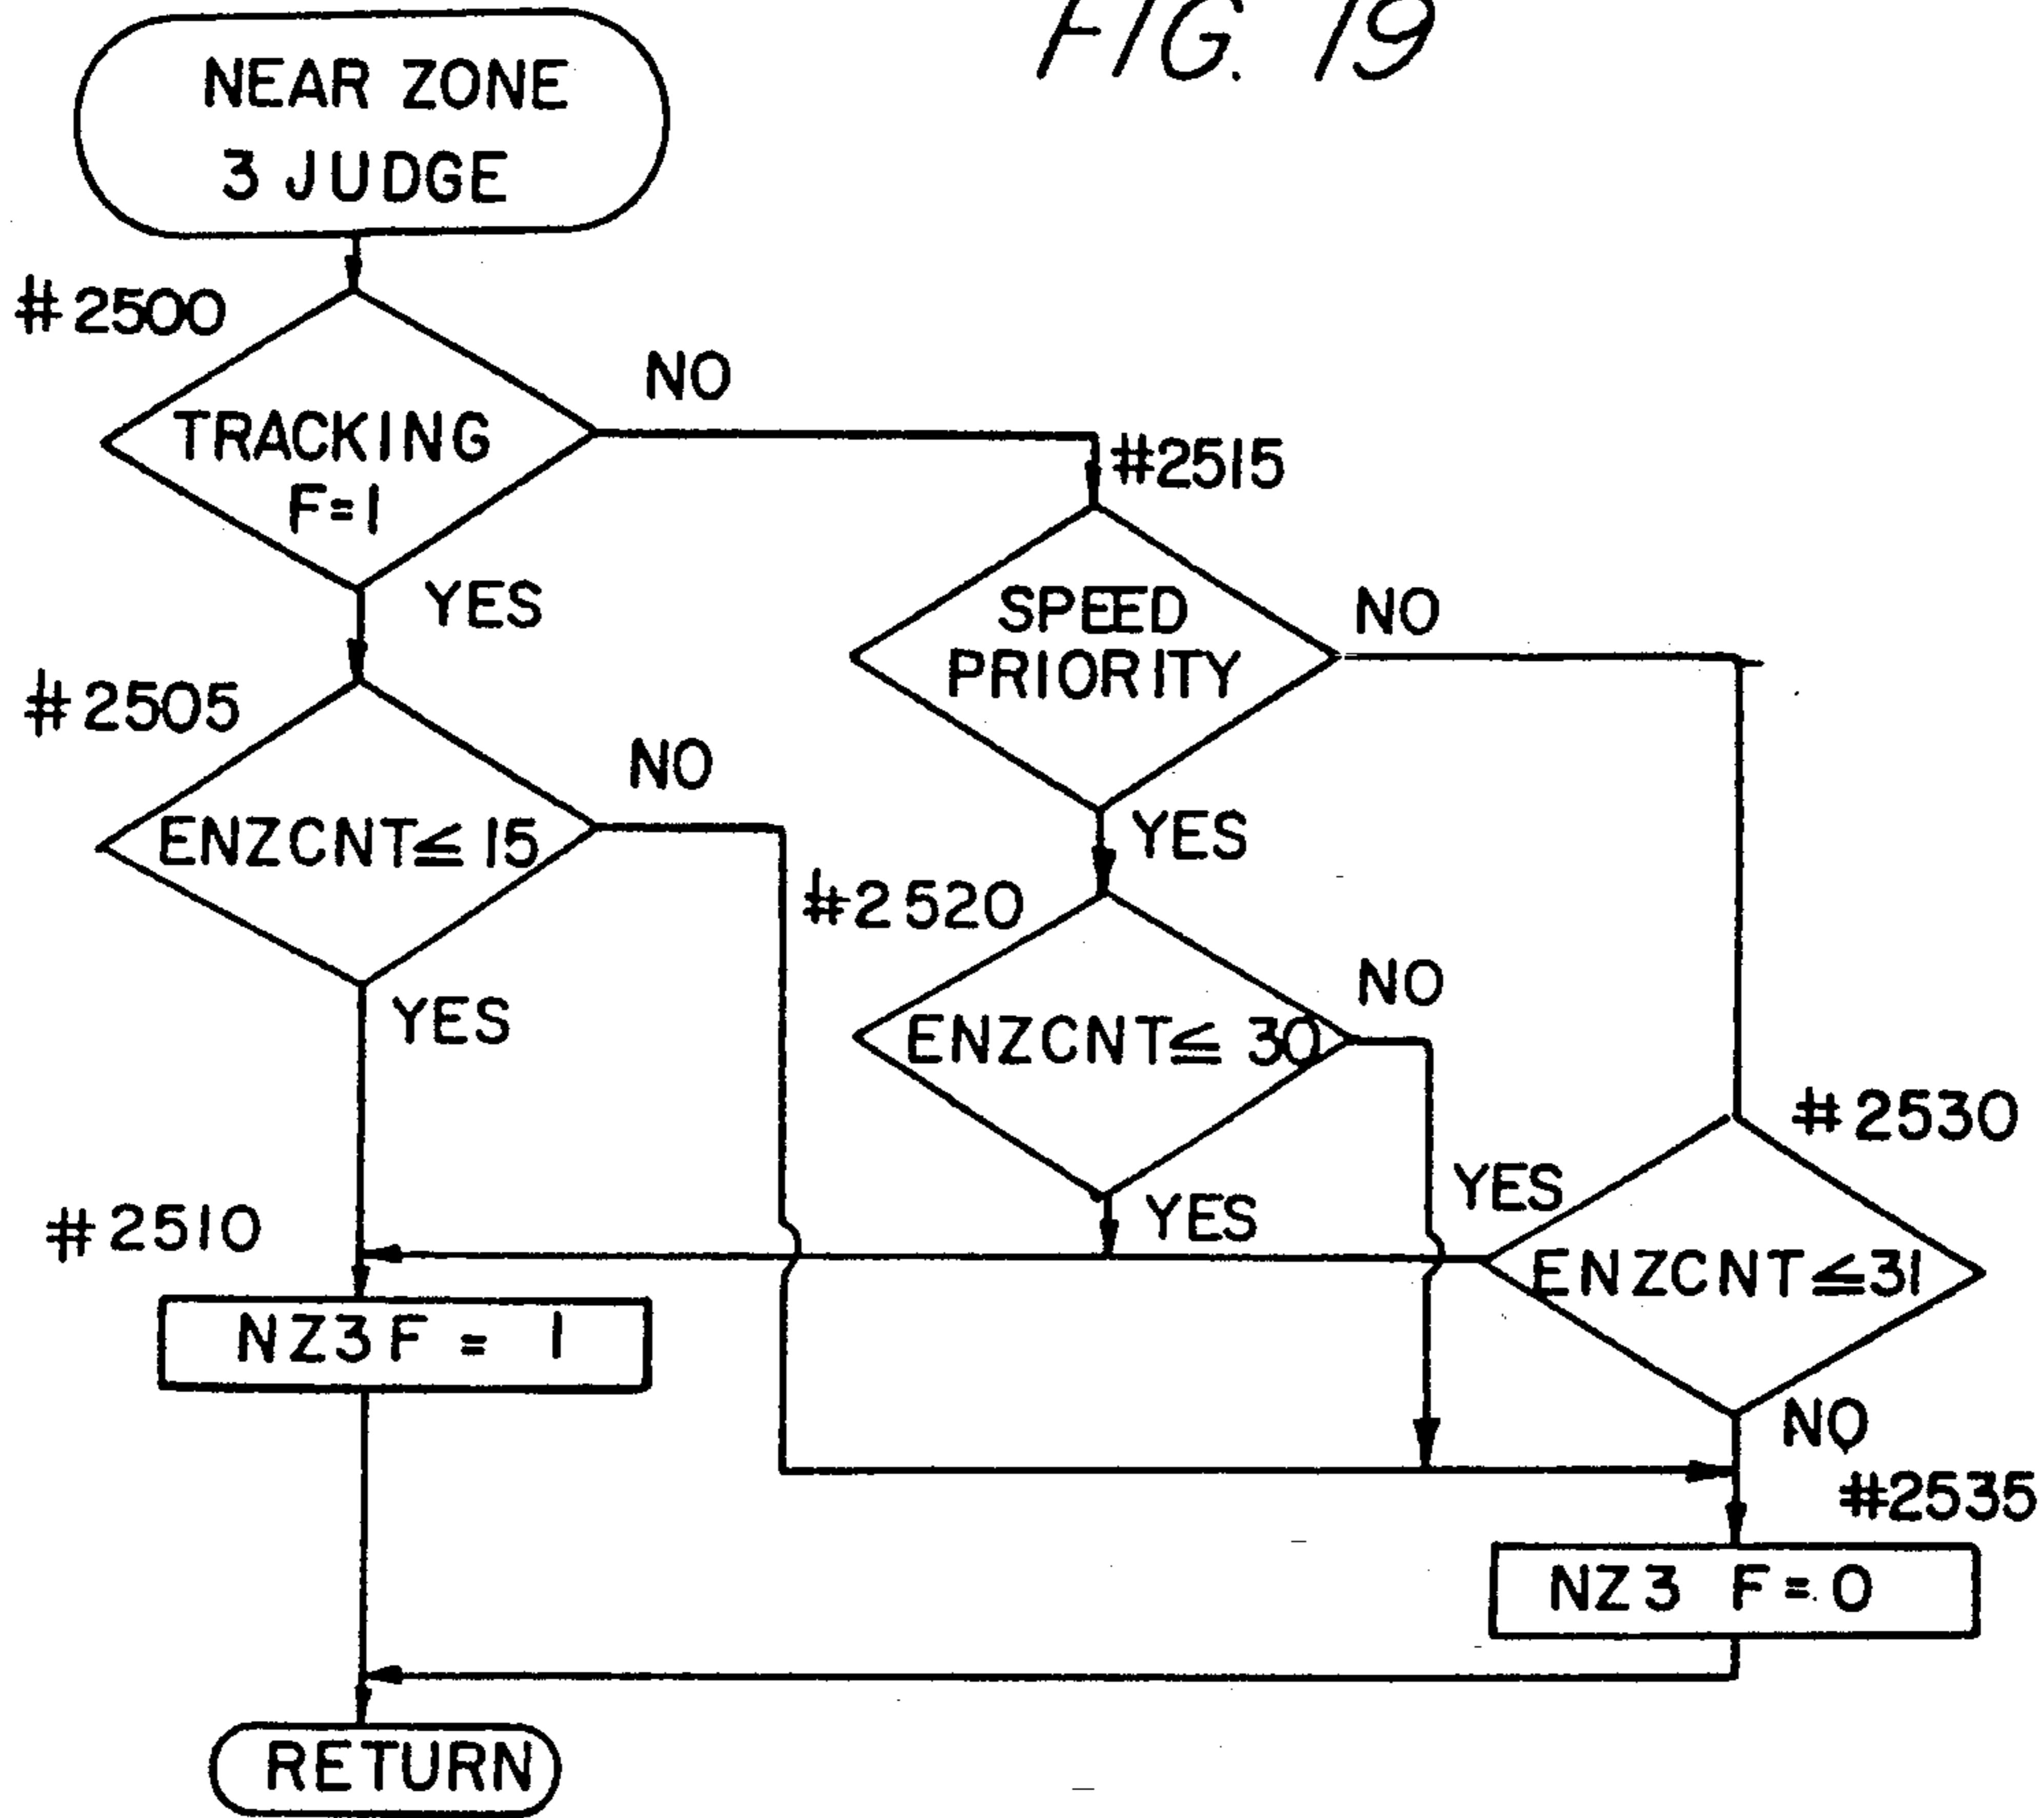 FIG. 19
NEAR ZONE
3 JUDGE
#2500
TRACKING
F=1
NO
YES
#2515
SPEED
PRIORITY
NO
YES
#2505
ENZCNT≦15
NO
YES
#2520
ENZCNT≦ 30
NO
YES
#2530
ENZCNT≦31
YES
NO
#2510
NZ3F = 1
#2535
NZ3 F=0
RETURN